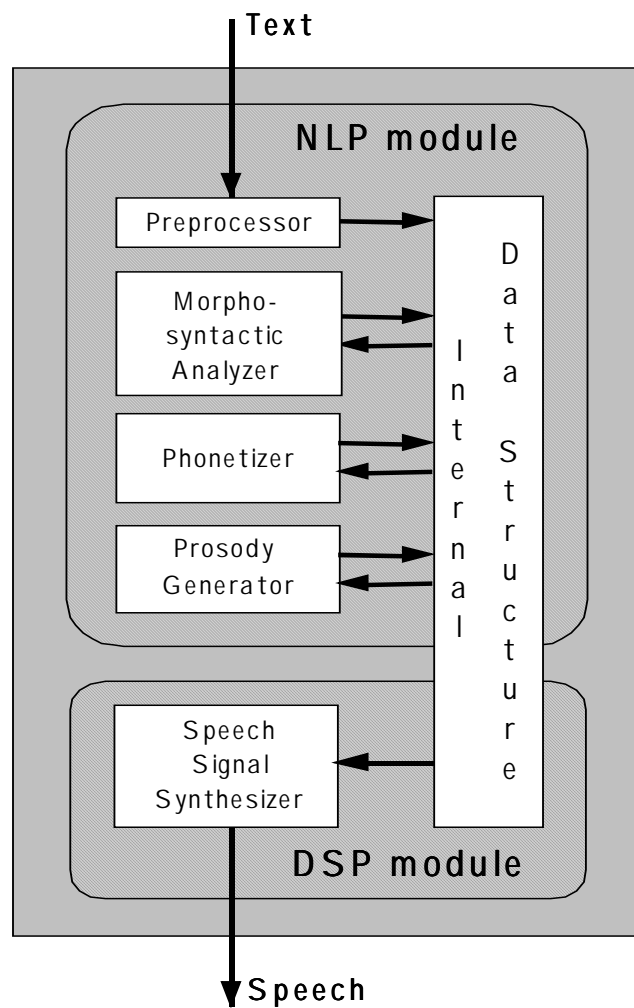 Text
NLP module
Preprocessor
Morpho-
syntactic
Analyzer
Phonetizer
Prosody
Generator
Internal
Data Structure
Speech
Signal
Synthesizer
DSP module
Speech